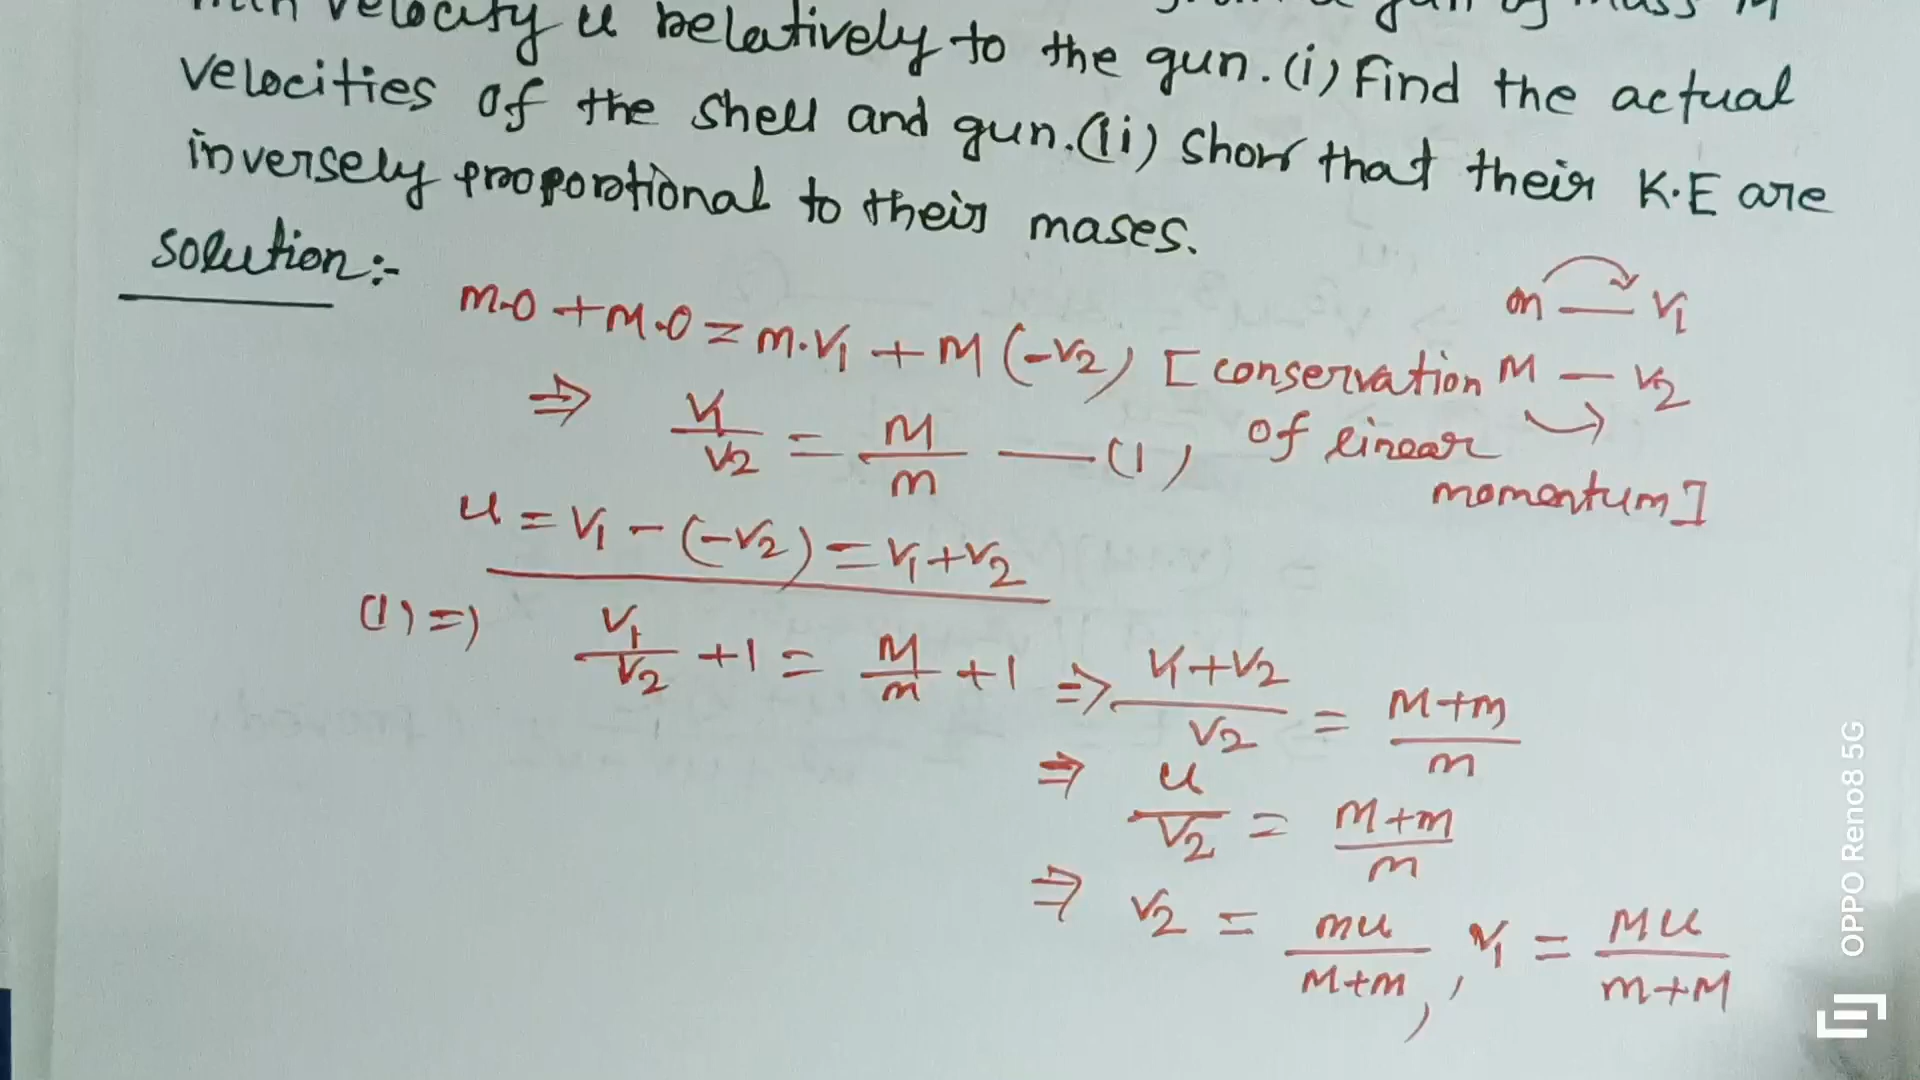 with velocity u relatively to the gun. (i) Find the actual
velocities of the shell and gun. (ii) Show that their K.E are
inversely proportional to their mases.
Solution:-
m.0 + M.0 = m.V1 + M (-V2) [conservation
of linear
momentum]
m — V1
M — V2
⇒ V1/V2 = M/m — (1)
u = V1 - (-V2) = V1 + V2
(1) ⇒ V1/V2 + 1 = M/m + 1 ⇒ V1+V2/V2 = M+m/m
⇒ u/V2 = M+m/m
⇒ V2 = mu/M+m, V1 = Mu/m+M
OPPO Reno8 5G